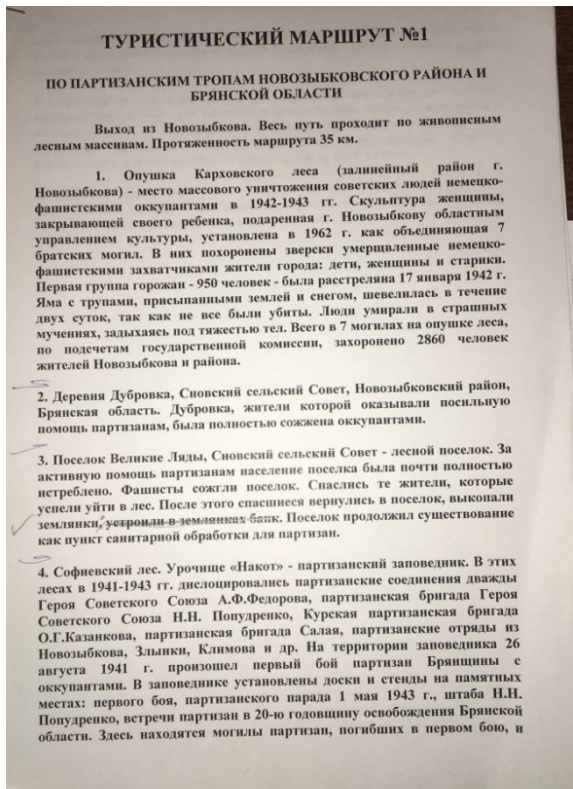 ТУРИСТИЧЕСКИЙ МАРШРУТ №1
ПО ПАРТИЗАНСКИМ ТРОПАМ НОВОЗЫБКОВСКОГО РАЙОНА И
БРЯНСКОЙ ОБЛАСТИ
Выход из Новозыбкова. Весь путь проходит по живописным
лесным массивам. Протяженность маршрута 35 км.
1. Опушка Карховского леса (залинейный район г.
Новозыбкова) - место массового уничтожения советских людей немецко-
фашистскими оккупантами в 1942-1943 гг. Скульптура женщины,
закрывающей своего ребенка, подаренная г. Новозыбкову областным
управлением культуры, установлена в 1962 г. как объединяющая 7
братских могил. В них похоронены зверски умерщвленные немецко-
фашистскими захватчиками жители города: дети, женщины и старики.
Первая группа горожан - 950 человек - была расстреляна 17 января 1942 г.
Яма с трупами, присыпанными землей и снегом, шевелилась в течение
двух суток, так как не все были убиты. Люди умирали в страшных
мучениях, задыхаясь под тяжестью тел. Всего в 7 могилах на опушке леса,
по подсчетам государственной комиссии, захоронено 2860 человек
жителей Новозыбкова и района.
2. Деревня Дубровка, Сновский сельский Совет, Новозыбковский район,
Брянская область. Дубровка, жители которой оказывали посильную
помощь партизанам, была полностью сожжена оккупантами.
3. Поселок Великие Ляды, Сновский сельский Совет - лесной поселок. За
активную помощь партизанам население поселка была почти полностью
истреблено. Фашисты сожгли поселок. Спаслись те жители, которые
успели уйти в лес. После этого спасшиеся вернулись в поселок, выкопали
землянки, устроили в землянках бани. Поселок продолжил существование
как пункт санитарной обработки для партизан.
4. Софиевский лес. Урочище «Накот» - партизанский заповедник. В этих
лесах в 1941-1943 гг. дислоцировались партизанские соединения дважды
Героя Советского Союза А.Ф.Федорова, партизанская бригада Героя
Советского Союза Н.Н. Попудренко, Курская партизанская бригада
О.Г.Казанкова, партизанская бригада Салая, партизанские отряды из
Новозыбкова, Злынки, Климова и др. На территории заповедника 26
августа 1941 г. произошел первый бой партизан Брянщины с
оккупантами. В заповеднике установлены доски и стенды на памятных
местах: первого боя, партизанского парада 1 мая 1943 г., штаба Н.Н.
Попудренко, встречи партизан в 20-ю годовщину освобождения Брянской
области. Здесь находятся могилы партизан, погибших в первом бою, и